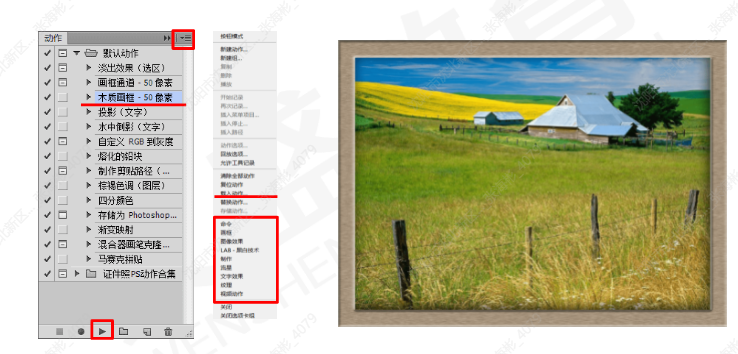 动作
默认动作
淡出效果（选区）
画框通道 - 50 像素
木质画框 - 50 像素
投影（文字）
水中倒影（文字）
自定义 RGB 到灰度
熔化的铅块
制作剪贴路径（...
棕褐色调（图层）
四分颜色
存储为 Photoshop...
渐变映射
混合器画笔克隆...
马赛克拼贴
证件照PS动作合集
按钮模式
新建动作...
新建组...
复制
删除
播放
开始记录
再次记录...
插入菜单项目...
插入停止...
插入路径
动作选项...
回放选项...
允许工具记录
清除全部动作
复位动作
载入动作...
替换动作...
存储动作...
命令
画框
图像效果
LAB - 黑白技术
制作
流星
文字效果
纹理
视频动作
关闭
关闭选项卡组